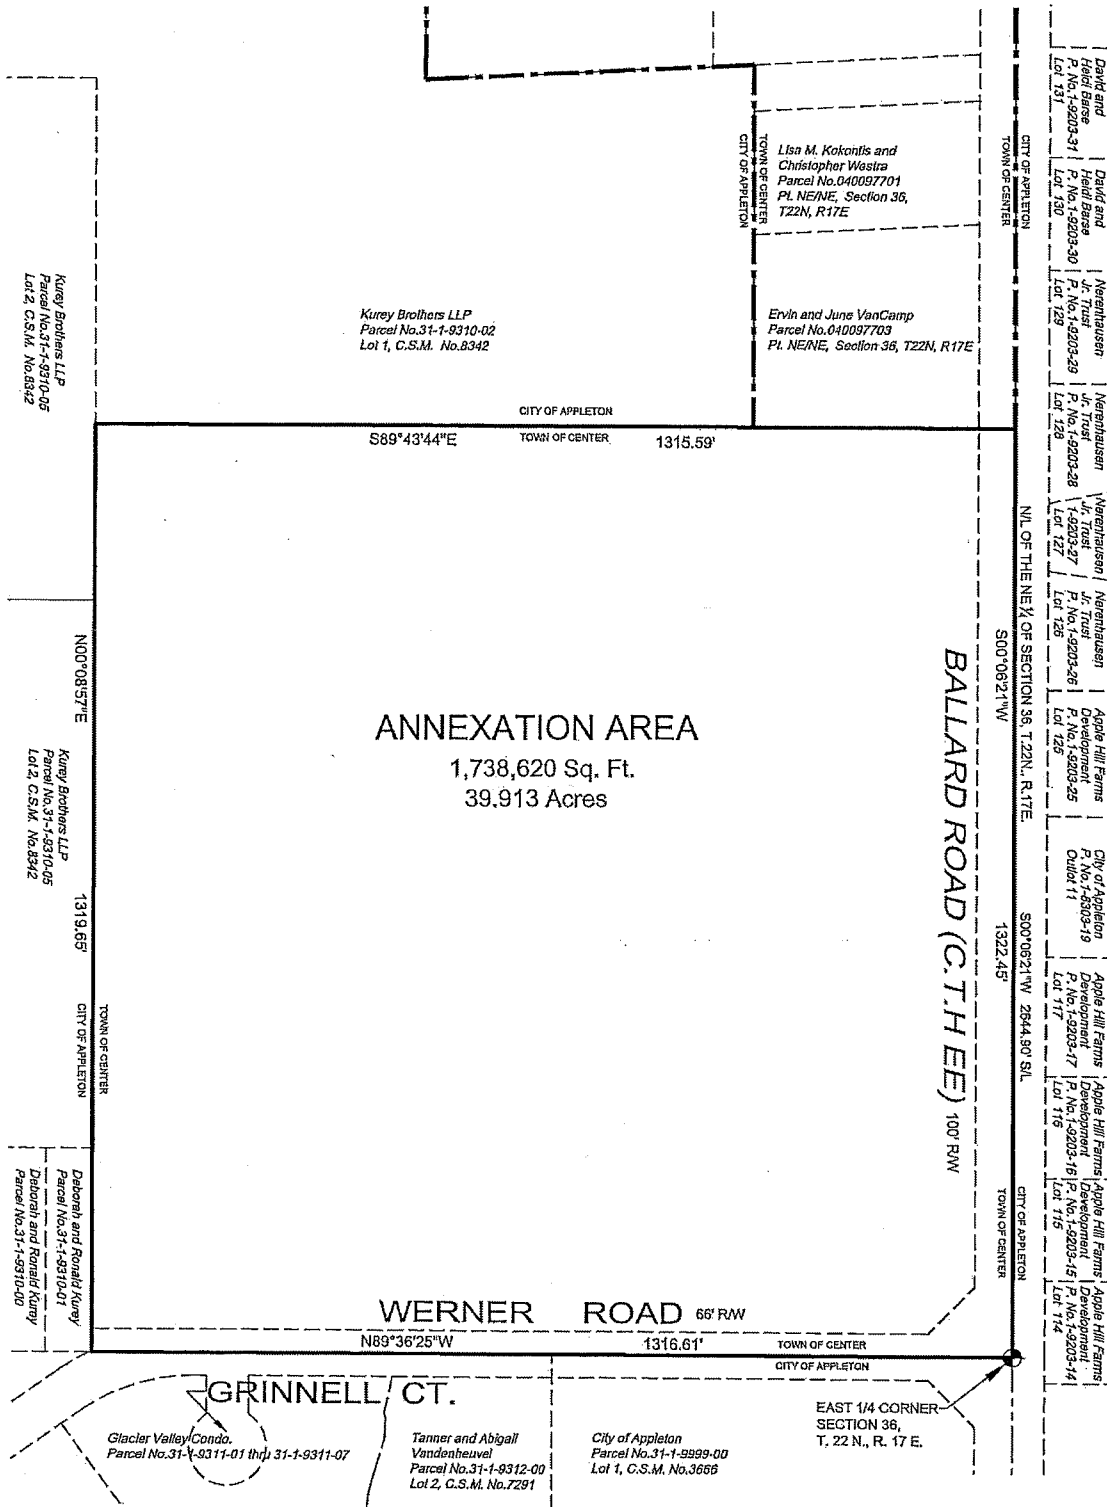 David and
Heidi Barse
P. No.1-9203-31
Lot 131
David and
Heidi Barse
P. No.1-9203-30
Lot 130
Nerenhausen
Jr. Trust
P. No.1-9203-29
Lot 129
Nerenhausen
Jr. Trust
P. No.1-9203-28
Lot 128
Nerenhausen
Jr. Trust
1-9203-27
Lot 127
Nerenhausen
Jr. Trust
P. No.1-9203-26
Lot 126
Apple Hill Farms
Development
P. No.1-9203-25
Lot 125
City of Appleton
P. No.1-6303-19
Outlot 11
Apple Hill Farms
Development
P. No.1-9203-17
Lot 117
Apple Hill Farms
Development
P. No.1-9203-16
Lot 116
Apple Hill Farms
Development
P. No.1-9203-15
Lot 115
Apple Hill Farms
Development
P. No.1-9203-14
Lot 114
CITY OF APPLETON
TOWN OF CENTER
TOWN OF CENTER
CITY OF APPLETON
Lisa M. Kokontis and
Christopher Wastra
Parcel No.040097701
Pt. NE/NE, Section 36,
T22N, R17E
Kurey Brothers LLP
Parcel No.31-1-9310-05
Lot 2, C.S.M. No.8342
Kurey Brothers LLP
Parcel No.31-1-9310-02
Lot 1, C.S.M. No.8342
Ervin and June VanCamp
Parcel No.040097703
Pt. NE/NE, Section 36, T22N, R17E
CITY OF APPLETON
S89°43'44"E TOWN OF CENTER 1315.59'
N/L OF THE NE 1/4 OF SECTION 36, T.22N., R.17E.
S00°06'21"W
S00°06'21"W 2644.90' S/L
1322.45'
BALLARD ROAD (C.T.H EE) 100' R/W
N00°08'57"E
1319.65'
Kurey Brothers LLP
Parcel No.31-1-9310-05
Lot 2, C.S.M. No.8342
ANNEXATION AREA
1,738,620 Sq. Ft.
39.913 Acres
TOWN OF CENTER
CITY OF APPLETON
CITY OF APPLETON
TOWN OF CENTER
Deborah and Ronald Kurey
Parcel No.31-1-9310-01
Deborah and Ronald Kurey
Parcel No.31-1-9310-00
WERNER ROAD 66' R/W
N89°36'25"W 1316.61' TOWN OF CENTER
CITY OF APPLETON
GRINNELL CT.
EAST 1/4 CORNER
SECTION 36,
T. 22 N., R. 17 E.
Glacier Valley Condo.
Parcel No.31-1-9311-01 thru 31-1-9311-07
Tanner and Abigail
Vandenheuvel
Parcel No.31-1-9312-00
Lot 2, C.S.M. No.7291
City of Appleton
Parcel No.31-1-9999-00
Lot 1, C.S.M. No.3656